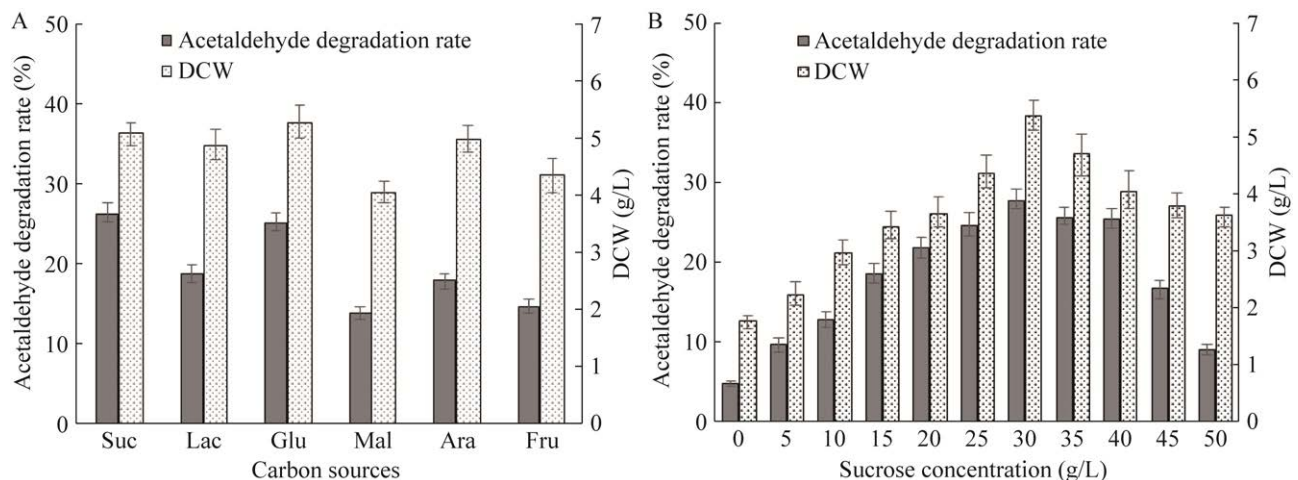 A
Acetaldehyde degradation rate
DCW
Acetaldehyde degradation rate (%)
50
40
30
20
10
0
7
6
5
4
3
2
1
0
DCW (g/L)
Suc Lac Glu Mal Ara Fru
Carbon sources
B
Acetaldehyde degradation rate
DCW
Acetaldehyde degradation rate (%)
50
40
30
20
10
0
7
6
5
4
3
2
1
0
DCW (g/L)
0 5 10 15 20 25 30 35 40 45 50
Sucrose concentration (g/L)